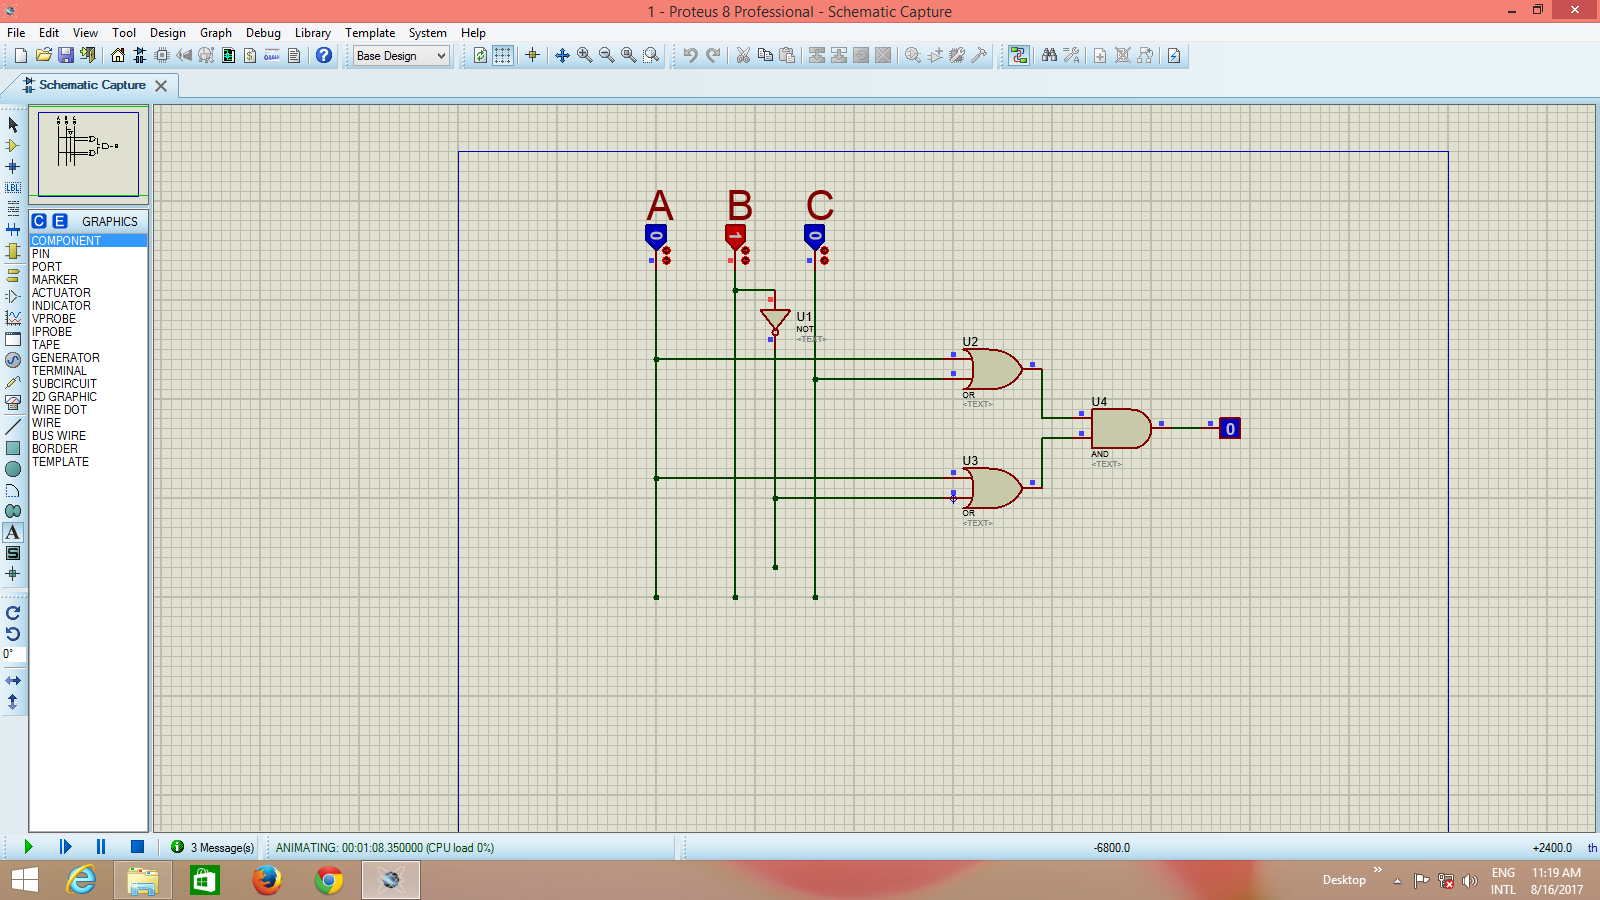 1 - Proteus 8 Professional - Schematic Capture
File Edit View Tool Design Graph Debug Library Template System Help
Base Design
Schematic Capture
LBL
C E GRAPHICS
COMPONENT
PIN
PORT
MARKER
ACTUATOR
INDICATOR
VPROBE
IPROBE
TAPE
GENERATOR
TERMINAL
SUBCIRCUIT
2D GRAPHIC
WIRE DOT
WIRE
BUS WIRE
BORDER
TEMPLATE
A
S
0°
A B C
0 1 0
U1
NOT
<TEXT>
U2
OR
<TEXT>
U4
AND
<TEXT>
0
U3
OR
<TEXT>
3 Message(s)
ANIMATING: 00:01:08.350000 (CPU load 0%)
-6800.0
+2400.0 th
Desktop
ENG
INTL
11:19 AM
8/16/2017